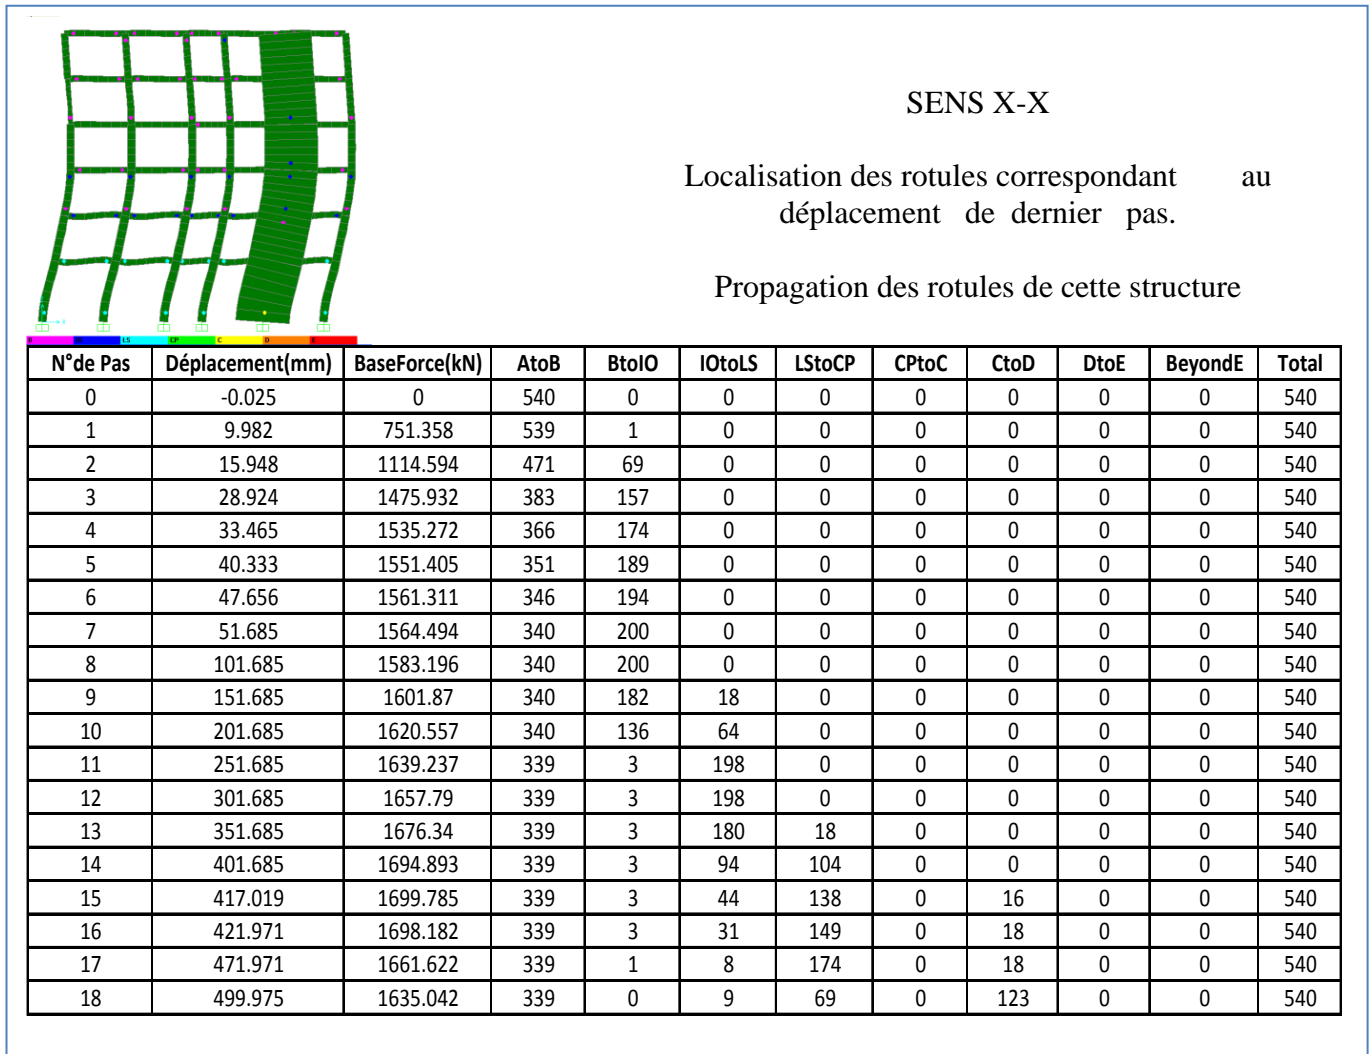 SENS X-X
Localisation des rotules correspondant au
déplacement de dernier pas.
Propagation des rotules de cette structure
B IO LS CP C D E
N°de Pas Déplacement(mm) BaseForce(kN) AtoB BtoIO IOtoLS LStoCP CPtoC CtoD DtoE BeyondE Total
0 -0.025 0 540 0 0 0 0 0 0 0 540
1 9.982 751.358 539 1 0 0 0 0 0 0 540
2 15.948 1114.594 471 69 0 0 0 0 0 0 540
3 28.924 1475.932 383 157 0 0 0 0 0 0 540
4 33.465 1535.272 366 174 0 0 0 0 0 0 540
5 40.333 1551.405 351 189 0 0 0 0 0 0 540
6 47.656 1561.311 346 194 0 0 0 0 0 0 540
7 51.685 1564.494 340 200 0 0 0 0 0 0 540
8 101.685 1583.196 340 200 0 0 0 0 0 0 540
9 151.685 1601.87 340 182 18 0 0 0 0 0 540
10 201.685 1620.557 340 136 64 0 0 0 0 0 540
11 251.685 1639.237 339 3 198 0 0 0 0 0 540
12 301.685 1657.79 339 3 198 0 0 0 0 0 540
13 351.685 1676.34 339 3 180 18 0 0 0 0 540
14 401.685 1694.893 339 3 94 104 0 0 0 0 540
15 417.019 1699.785 339 3 44 138 0 16 0 0 540
16 421.971 1698.182 339 3 31 149 0 18 0 0 540
17 471.971 1661.622 339 1 8 174 0 18 0 0 540
18 499.975 1635.042 339 0 9 69 0 123 0 0 540